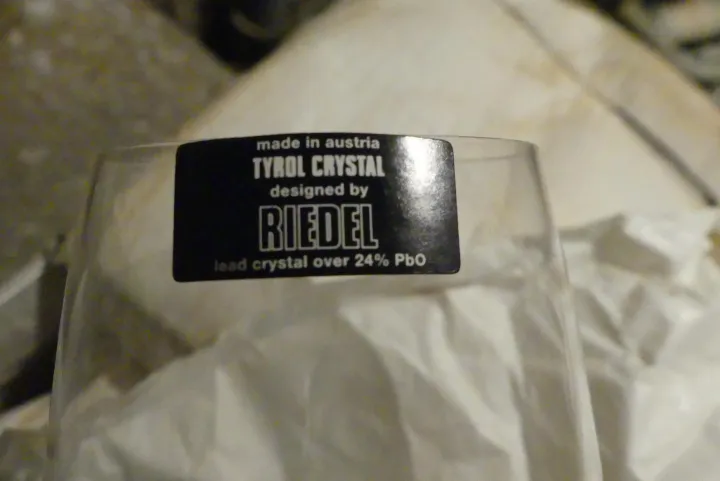 made in austria
TYROL CRYSTAL
designed by
RIEDEL
lead crystal over 24% PbO